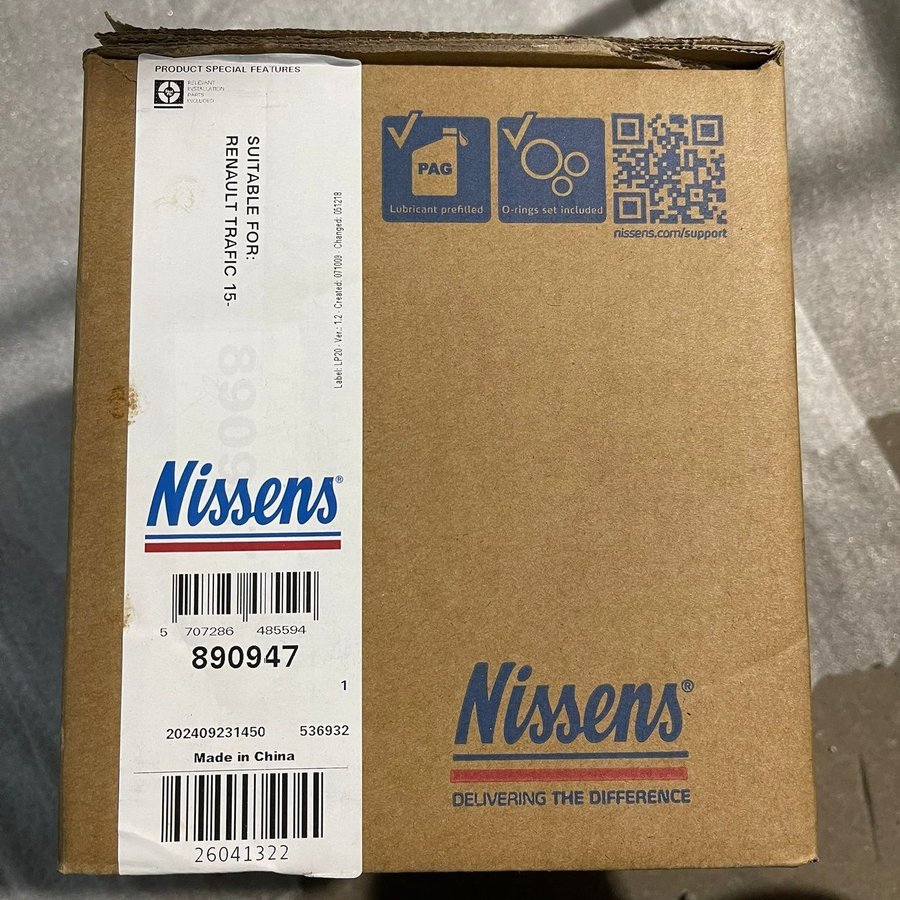 PRODUCT SPECIAL FEATURES
RELEVANT
INSTALLATION
PARTS
INCLUDED
SUITABLE FOR:
RENAULT TRAFIC 15-
Label: LP20 - Ver.: 1.2 - Created: 071009 - Changed: 051218
Nissens®
5 707286 485594
890947
1
202409231450 536932
Made in China
26041322
PAG
Lubricant prefilled
O-rings set included
nissens.com/support
Nissens®
DELIVERING THE DIFFERENCE